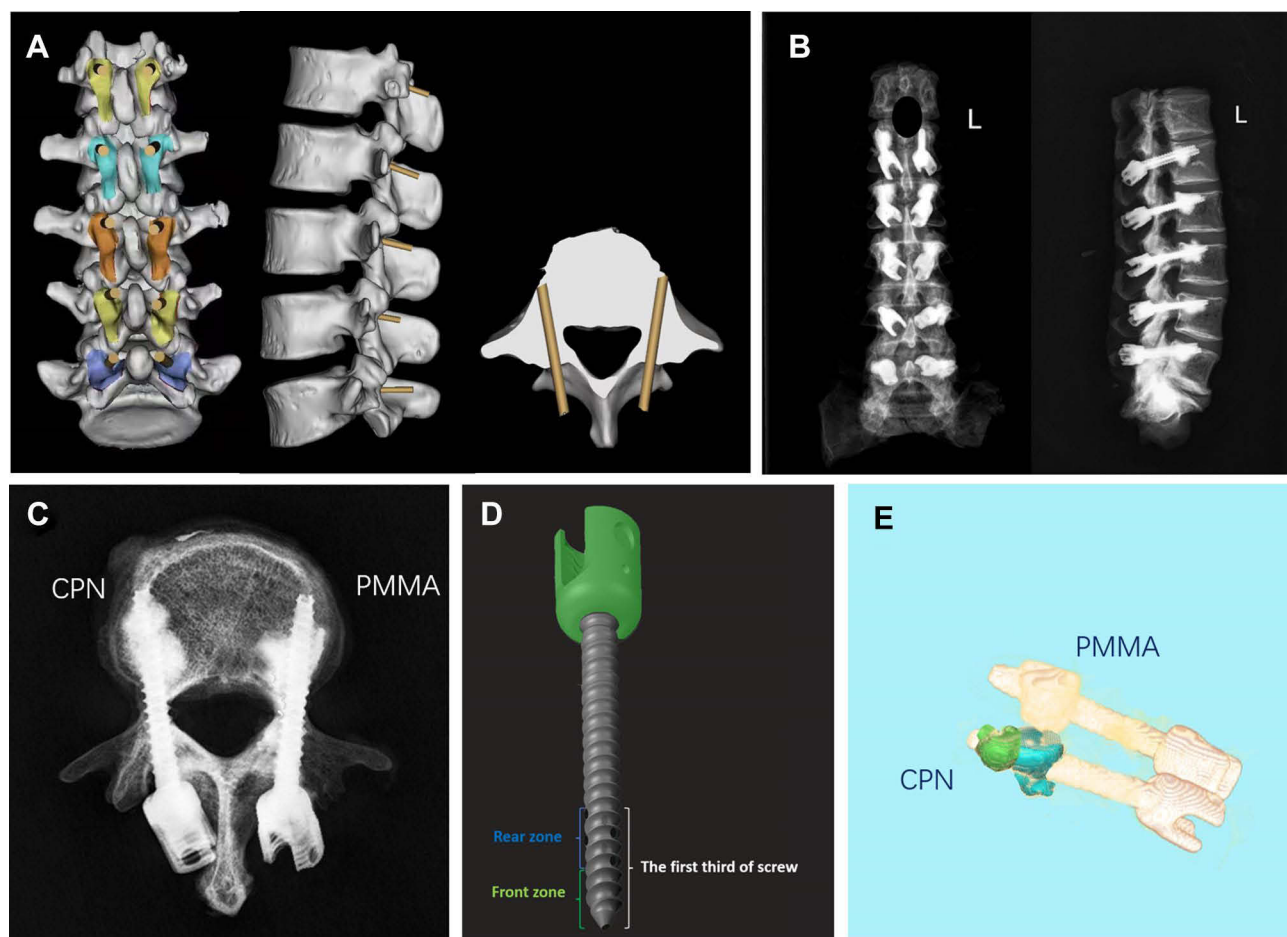 A
B
L
L
C
CPN
PMMA
D
Rear zone
The first third of screw
Front zone
E
PMMA
CPN